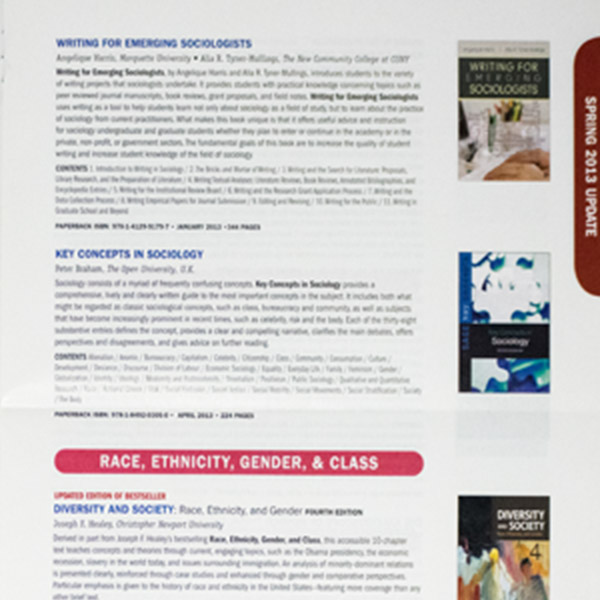 WRITING FOR EMERGING SOCIOLOGISTS
Angelique Harris, Marquette University • Alia R. Tyner-Mullings, The New Community College at CUNY
Writing for Emerging Sociologists, by Angelique Harris and Alia R. Tyner-Mullings, introduces students to the variety
of writing projects that sociologists undertake. It provides students with practical knowledge concerning topics such as
peer reviewed journal manuscripts, book reviews, grant proposals, and field notes. Writing for Emerging Sociologists
uses writing as a tool to help students learn not only about sociology as a field of study, but to learn about the practice
of sociology from current practitioners. What makes this book unique is that it offers useful advice and instruction
for sociology undergraduate and graduate students whether they plan to enter or continue in the academy or in the
private, non-profit, or government sectors. The fundamental goals of this book are to increase the quality of student
writing and increase student knowledge of the field of sociology.
CONTENTS 1. Introduction to Writing in Sociology / 2. The Bricks and Mortar of Writing / 3. Writing and the Search for Literature: Proposals,
Library Research, and the Preparation of Literature / 4. Writing Textual Analyses: Literature Reviews, Book Reviews, Annotated Bibliographies, and
Encyclopedia Entries / 5. Writing for the Institutional Review Board / 6. Writing and the Research Grant Application Process / 7. Writing and the
Data Collection Process / 8. Writing Empirical Papers for Journal Submission / 9. Editing and Revising / 10. Writing for the Public / 11. Writing in
Graduate School and Beyond
PAPERBACK ISBN: • JANUARY 2013 • 344 PAGES
WRITING FOR
EMERGING
SOCIOLOGISTS
SPRING 2013 UPDATE
KEY CONCEPTS IN SOCIOLOGY
Peter Braham, The Open University, U.K.
Sociology consists of a myriad of frequently confusing concepts. Key Concepts in Sociology provides a
comprehensive, lively and clearly written guide to the most important concepts in the subject. It includes both what
might be regarded as classic sociological concepts, such as class, bureaucracy and community, as well as subjects
that have become increasingly prominent in recent times, such as celebrity, risk and the body. Each of the thirty-eight
substantive entries defines the concept, provides a clear and compelling narrative, clarifies the main debates, offers
perspectives and disagreements, and gives advice on further reading.
CONTENTS Alienation / Anomie / Bureaucracy / Capitalism / Celebrity / Citizenship / Class / Community / Consumption / Culture /
Development / Deviance / Discourse / Division of Labour / Economic Sociology / Equality / Everyday Life / Family / Feminism / Gender /
Globalization / Identity / Ideology / Modernity and Postmodernity / Orientalism / Public Sociology / Qualitative and Quantitative
Research / Race / Risk / Social Mobility / Social Movements / Social Stratification / Society
/ The Body
PAPERBACK ISBN: • APRIL 2013 • 224 PAGES
SAGE key
Key Concepts in
Sociology
RACE, ETHNICITY, GENDER, & CLASS
UPDATED EDITION OF BESTSELLER
DIVERSITY AND SOCIETY: Race, Ethnicity, and Gender FOURTH EDITION
Joseph F. Healey, Christopher Newport University
Derived in part from Joseph F. Healey's bestselling Race, Ethnicity, Gender, and Class, this accessible 10-chapter
text teaches concepts and theories through current, engaging topics, such as the Obama presidency, the economic
recession, slavery in the world today, and issues surrounding immigration. An analysis of minority-dominant relations
is presented clearly, reinforced through case studies and enhanced through gender and comparative perspectives.
Particular emphasis is given to the history of race and ethnicity in the United States—featuring more coverage than any
other brief text.
DIVERSITY
AND SOCIETY
4